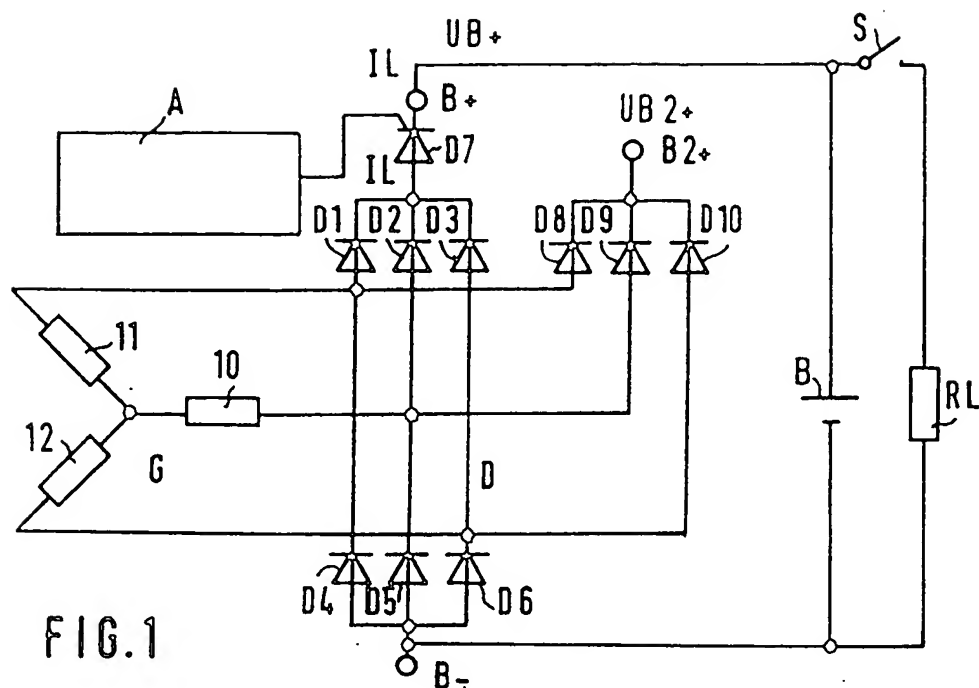 UB+
S
IL
B+
A
UB2+
B2+
D7
IL
D1
D2
D3
D8
D9
D10
11
10
B
RL
12
G
D
D4
D5
D6
FIG.1
B-